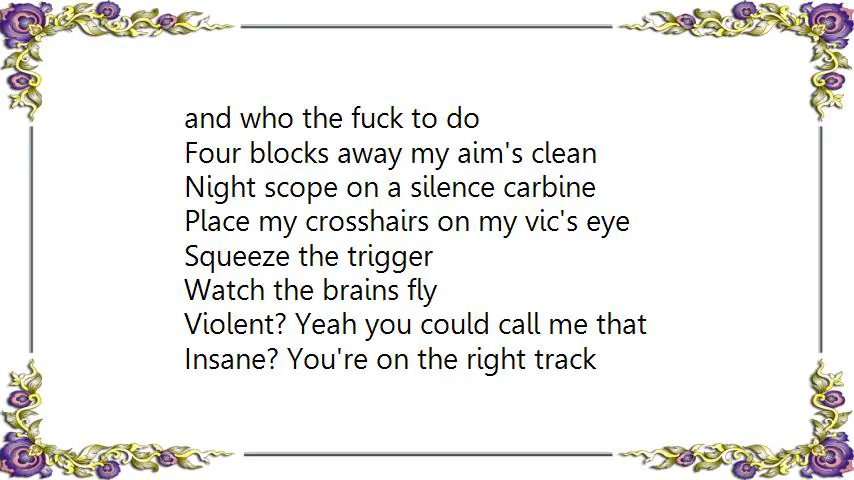 and who the fuck to do
Four blocks away my aim's clean
Night scope on a silence carbine
Place my crosshairs on my vic's eye
Squeeze the trigger
Watch the brains fly
Violent? Yeah you could call me that
Insane? You're on the right track